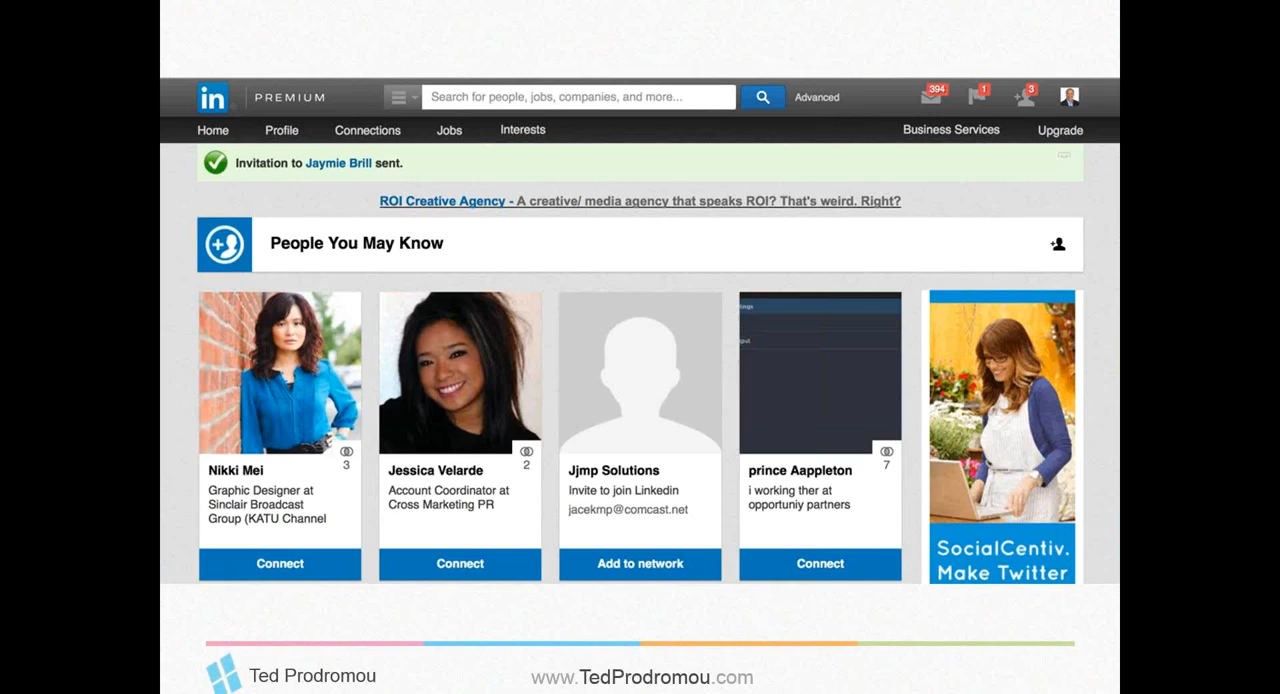 in PREMIUM
Search for people, jobs, companies, and more...
Advanced
394
1
3
Home Profile Connections Jobs Interests Business Services Upgrade
Invitation to Jaymie Brill sent.
ROI Creative Agency - A creative/ media agency that speaks ROI? That's weird. Right?
People You May Know
3
Nikki Mei
Graphic Designer at
Sinclair Broadcast
Group (KATU Channel
Connect
2
Jessica Velarde
Account Coordinator at
Cross Marketing PR
Connect
Jjmp Solutions
Invite to join Linkedin
jacekmp@comcast.net
Add to network
7
prince Aappleton
i working ther at
opportuniy partners
Connect
SocialCentiv.
Make Twitter
Ted Prodromou
www.TedProdromou.com